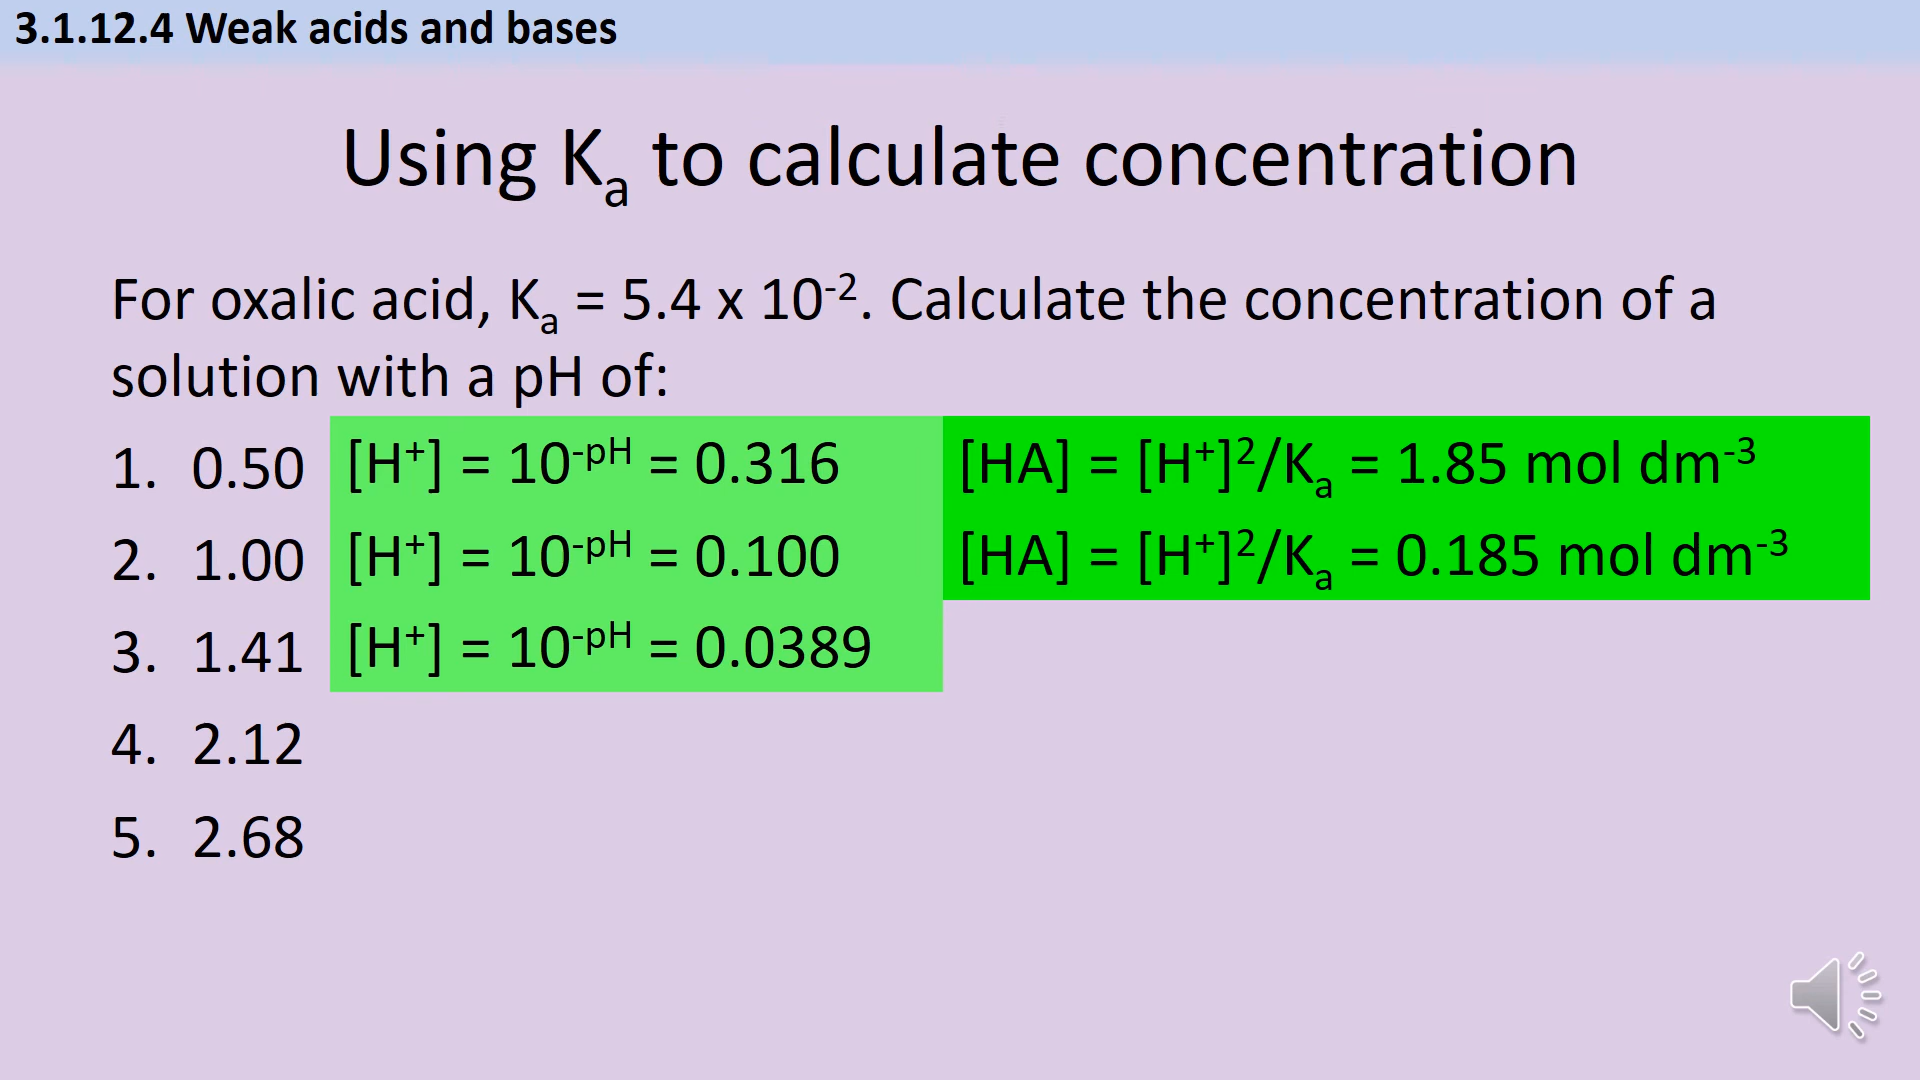 3.1.12.4 Weak acids and bases
Using Kₐ to calculate concentration
For oxalic acid, Kₐ = 5.4 x 10⁻². Calculate the concentration of a
solution with a pH of:
1. 0.50 [H⁺] = 10⁻ᵖᴴ = 0.316 [HA] = [H⁺]²/Kₐ = 1.85 mol dm⁻³
2. 1.00 [H⁺] = 10⁻ᵖᴴ = 0.100 [HA] = [H⁺]²/Kₐ = 0.185 mol dm⁻³
3. 1.41 [H⁺] = 10⁻ᵖᴴ = 0.0389
4. 2.12
5. 2.68